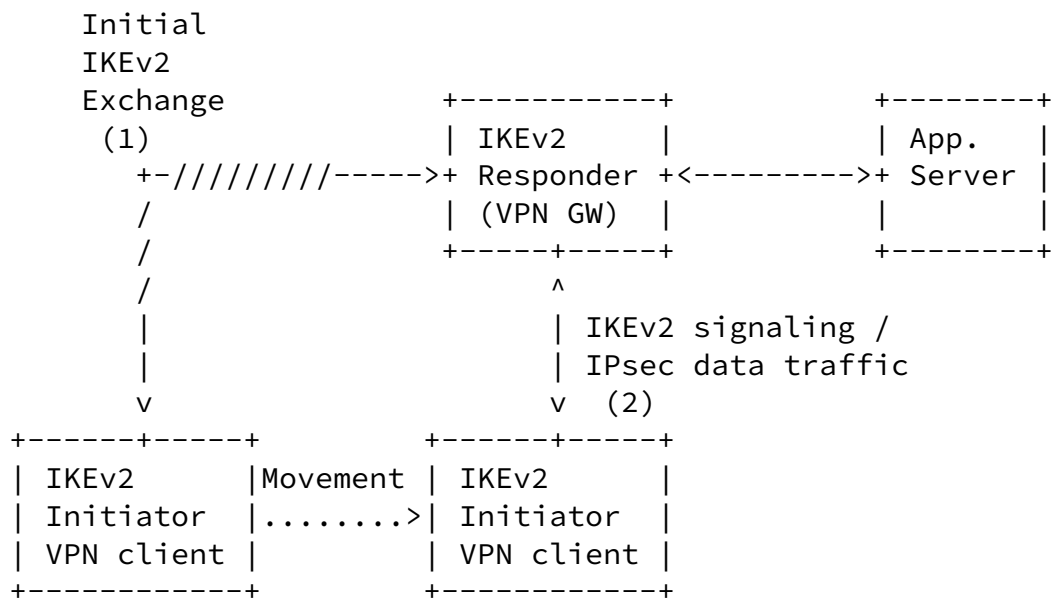 Initial
IKEv2
Exchange                +-----------+            +--------+
 (1)                    | IKEv2     |            | App.   |
   +-/////////----->+ Responder +<--------->+ Server |
   /                    | (VPN GW)  |            |        |
   /                    +-----+-----+            +--------+
   /                          ^
   |                          | IKEv2 signaling /
   |                          | IPsec data traffic
   v                          v  (2)
+------+-----+          +------+-----+
| IKEv2      |Movement | IKEv2      |
| Initiator  |........>| Initiator  |
| VPN client |         | VPN client |
+------------+          +------------+